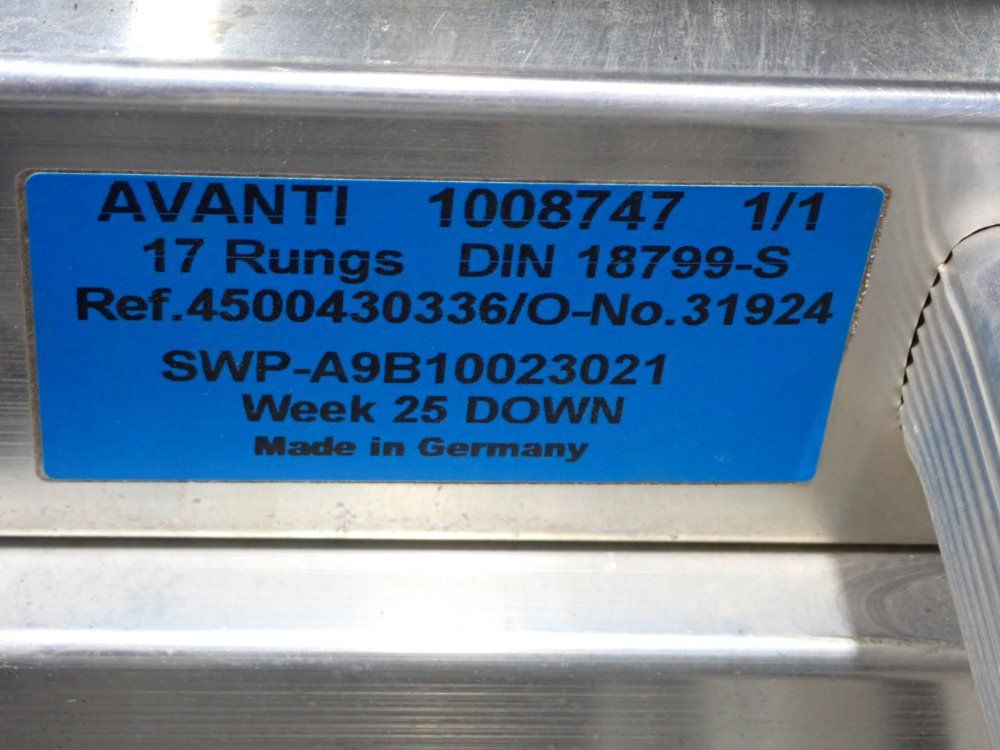 AVANTI 1008747 1/1
17 Rungs DIN 18799-S
Ref.4500430336/O-No.31924
SWP-A9B10023021
Week 25 DOWN
Made in Germany